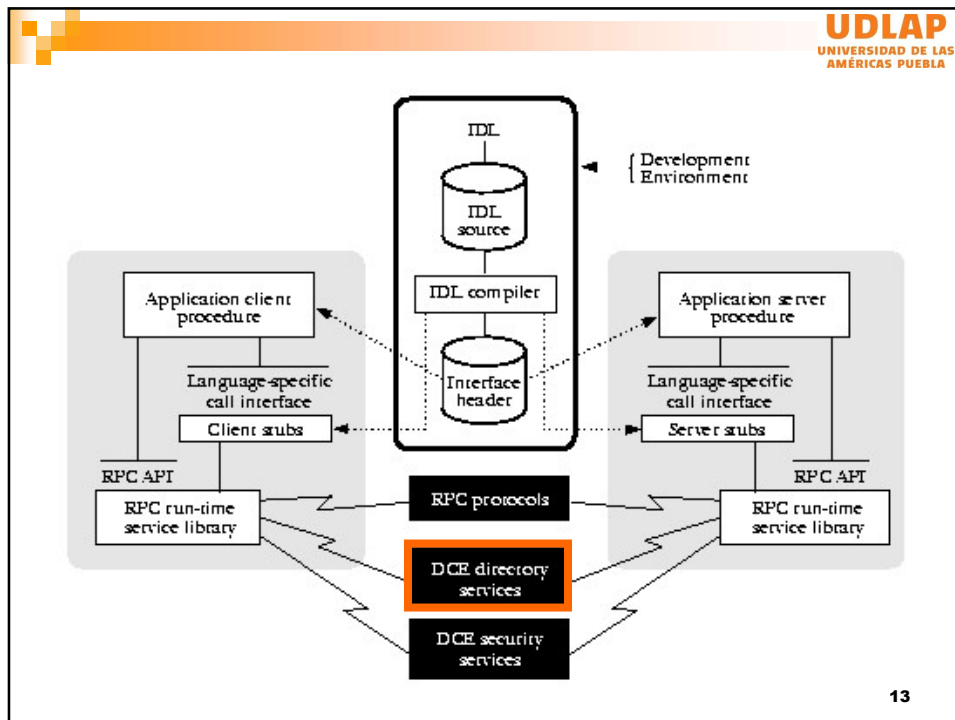 UDLAP
UNIVERSIDAD DE LAS
AMÉRICAS PUEBLA
IDL
Development
Environment
IDL
source
IDL compiler
Interface
header
Application client
procedure
Language-specific
call interface
Client stubs
RPC API
RPC run-time
service library
Application server
procedure
Language-specific
call interface
Server stubs
RPC API
RPC run-time
service library
RPC protocols
DCE directory
services
DCE security
services
13